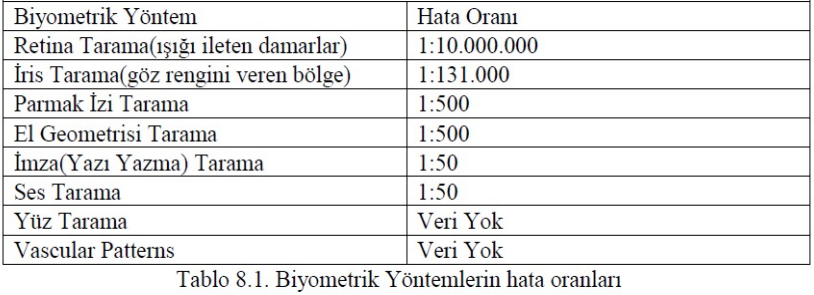 Biyometrik Yöntem Hata Oranı
Retina Tarama(ışığı ileten damarlar) 1:10.000.000
İris Tarama(göz rengini veren bölge) 1:131.000
Parmak İzi Tarama 1:500
El Geometrisi Tarama 1:500
İmza(Yazı Yazma) Tarama 1:50
Ses Tarama 1:50
Yüz Tarama Veri Yok
Vascular Patterns Veri Yok
Tablo 8.1. Biyometrik Yöntemlerin hata oranları